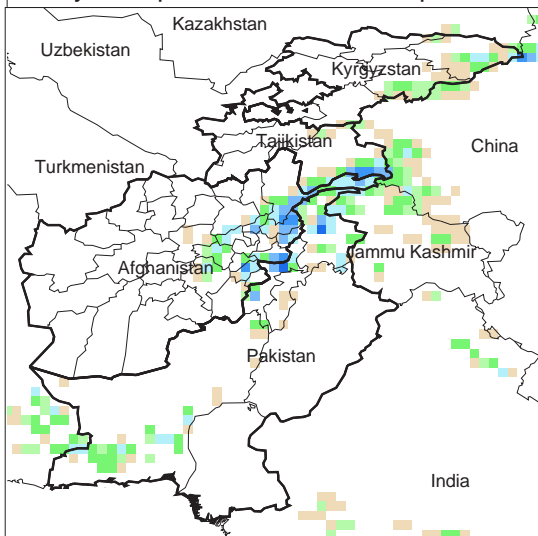 Kazakhstan
Uzbekistan
Kyrgyzstan
Tajikistan
China
Turkmenistan
Jammu Kashmir
Afghanistan
Pakistan
India